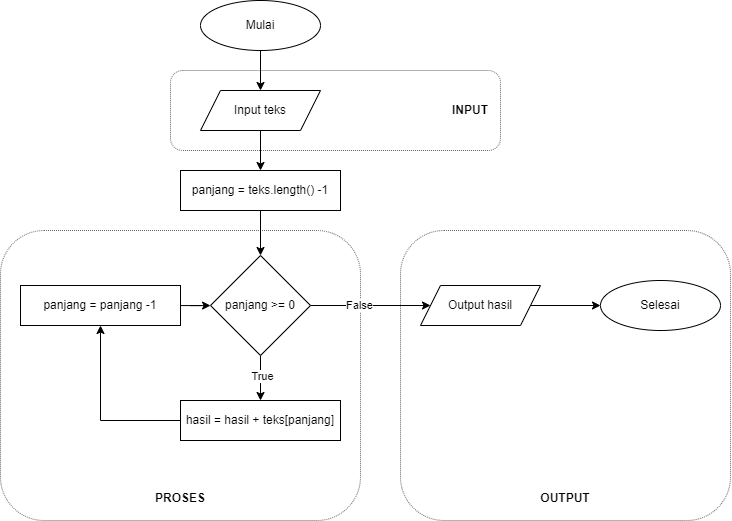 Mulai
Input teks
INPUT
panjang = teks.length() -1
panjang = panjang -1
panjang >= 0
False
Output hasil
Selesai
True
hasil = hasil + teks[panjang]
PROSES
OUTPUT